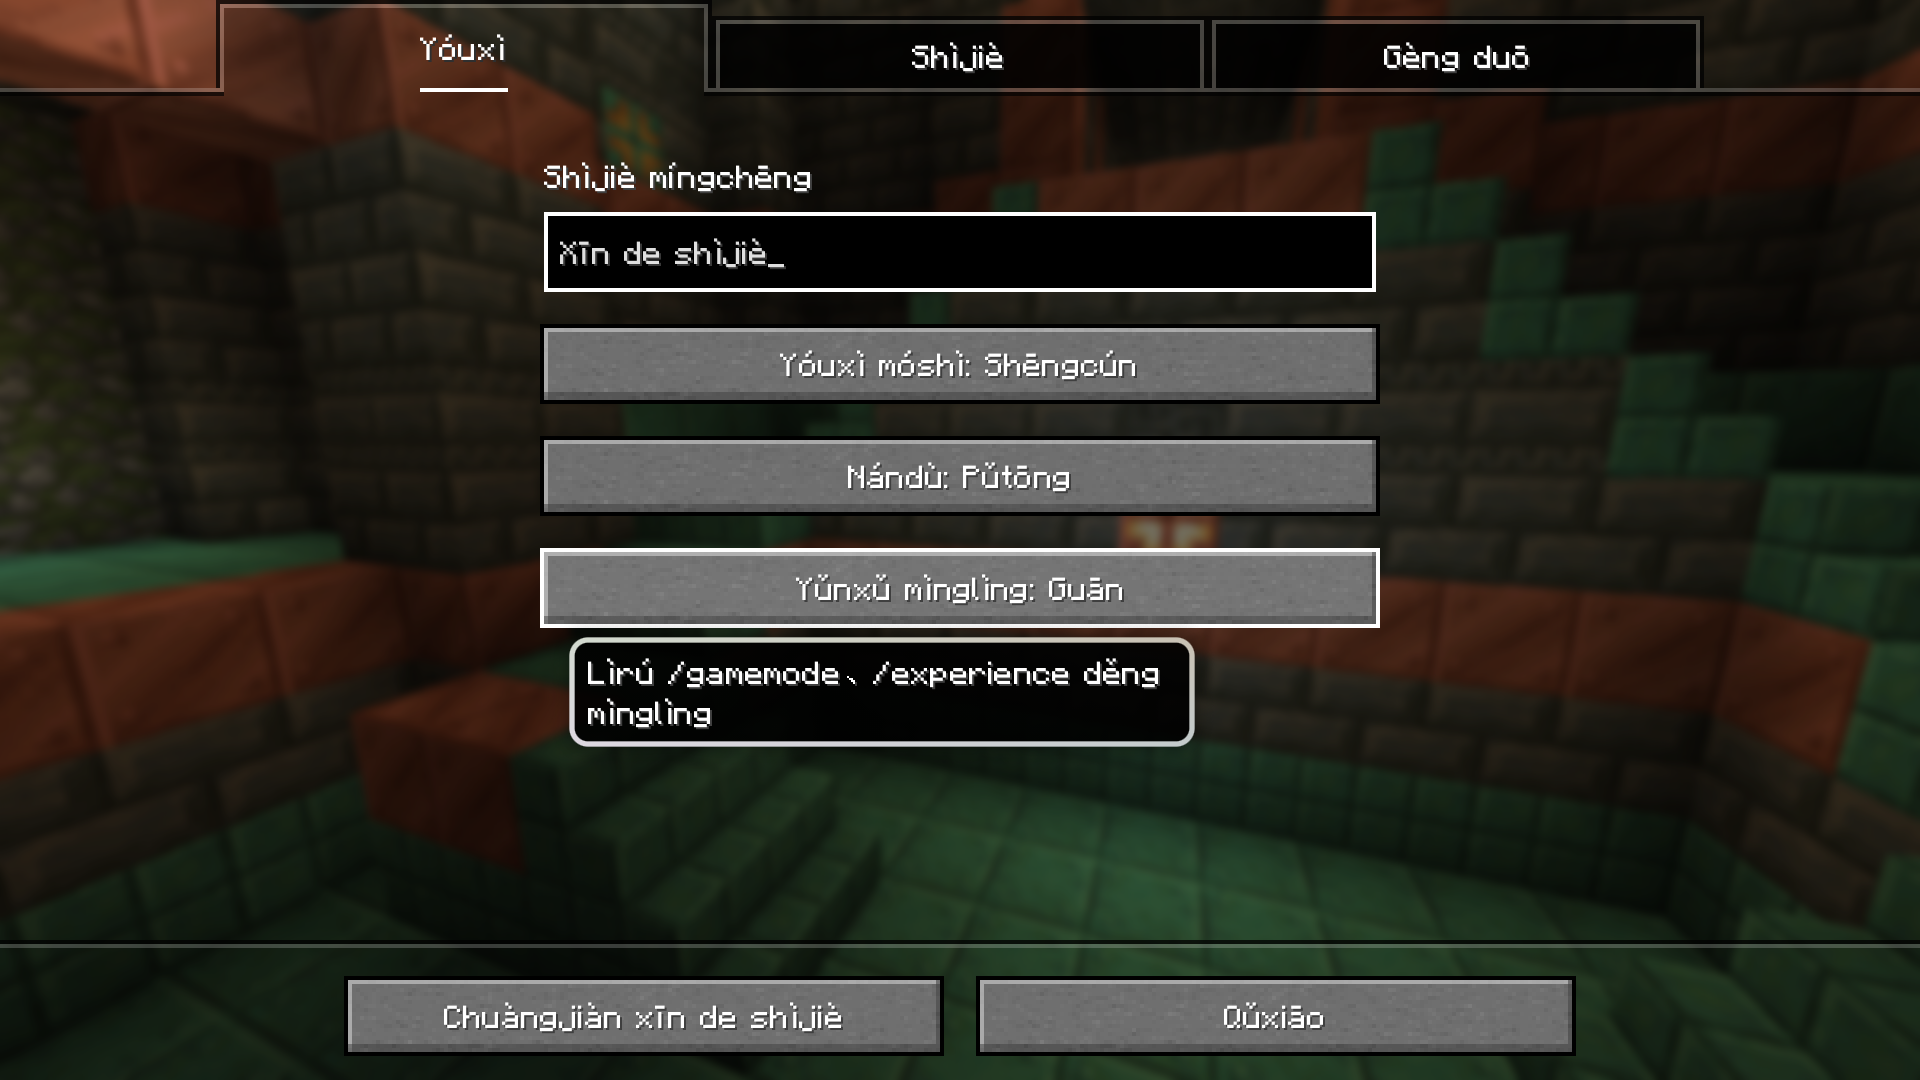 Yóuxì
Shìjiè
Gèng duō
Shìjiè míngchēng
Xīn de shìjiè_
Yóuxì móshì: Shēngcún
Nándù: Pǔtōng
Yǔnxǔ mìnglìng: Guān
Lìrú /gamemode、/experience děng
mìnglìng
Chuàngjiàn xīn de shìjiè
Qǔxiāo